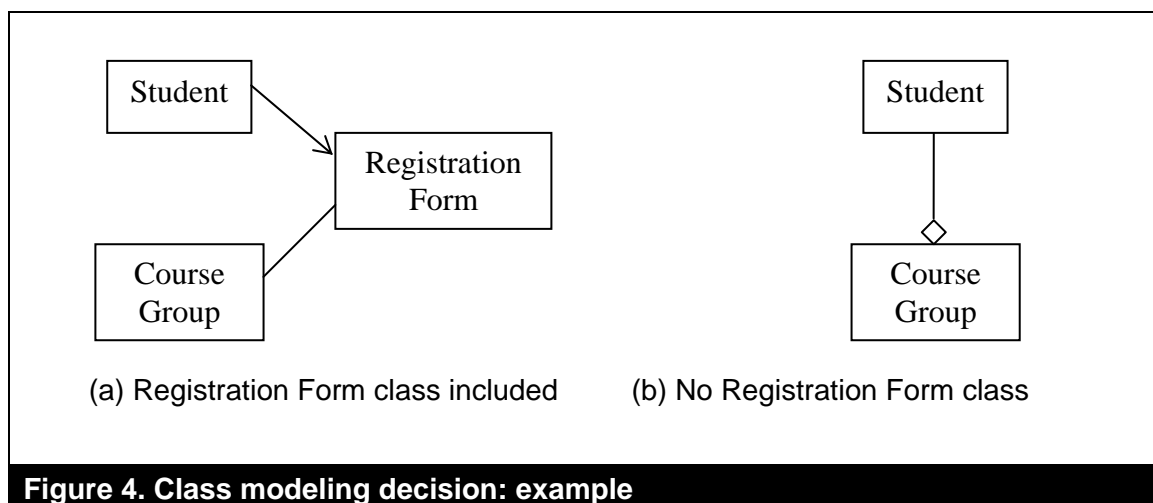 Student
Registration
Form
Course
Group
(a) Registration Form class included
Student
Course
Group
(b) No Registration Form class
Figure 4. Class modeling decision: example